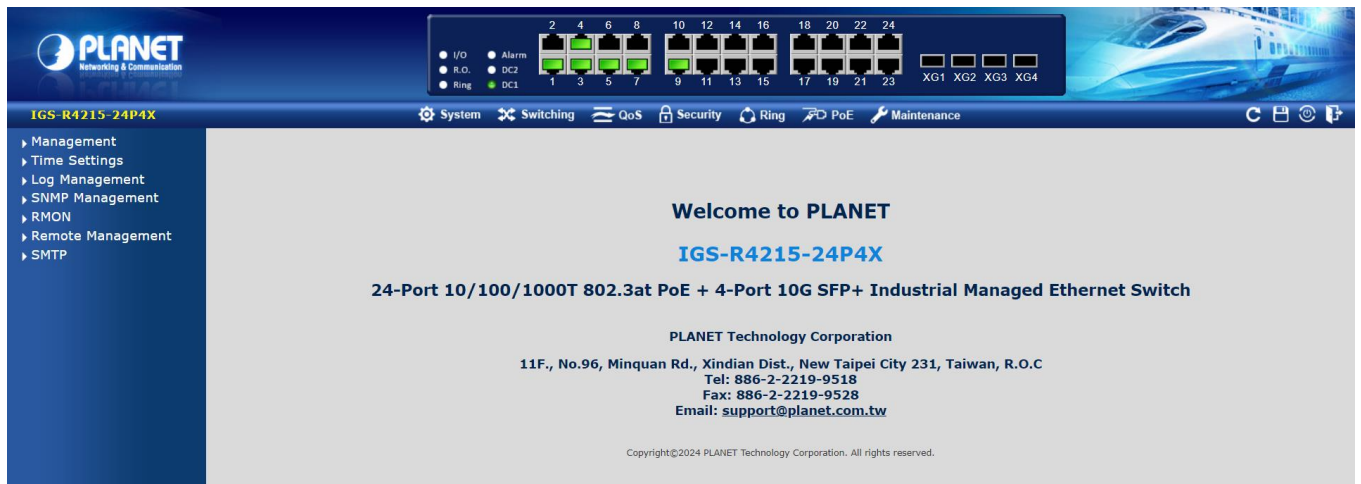 PLANET
Networking & Communication
2 4 6 8 10 12 14 16 18 20 22 24
I/O Alarm
R.O. DC2
Ring DC1
1 3 5 7 9 11 13 15 17 19 21 23
XG1 XG2 XG3 XG4
IGS-R4215-24P4X
System Switching QoS Security Ring PoE Maintenance
Management
Time Settings
Log Management
SNMP Management
RMON
Remote Management
SMTP
Welcome to PLANET
IGS-R4215-24P4X
24-Port 10/100/1000T 802.3at PoE + 4-Port 10G SFP+ Industrial Managed Ethernet Switch
PLANET Technology Corporation
11F., No.96, Minquan Rd., Xindian Dist., New Taipei City 231, Taiwan, R.O.C
Tel: 886-2-2219-9518
Fax: 886-2-2219-9528
Email: support@planet.com.tw
Copyright©2024 PLANET Technology Corporation. All rights reserved.